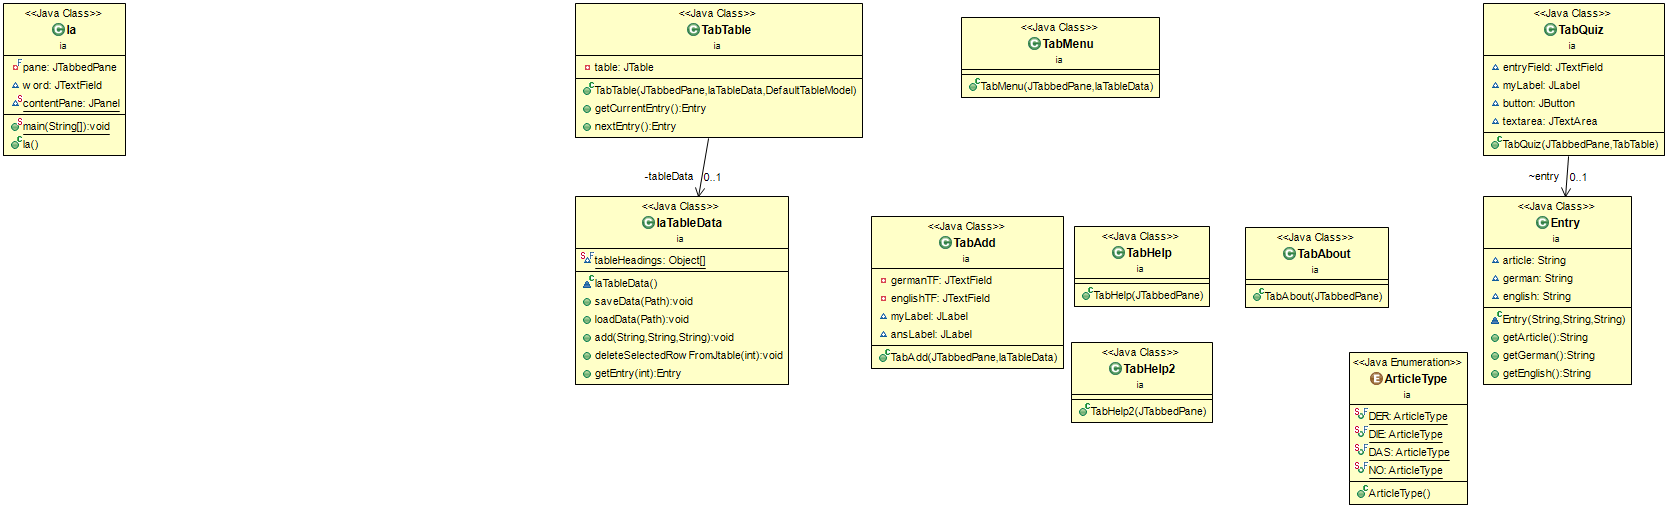 <<Java Class>>
Ia
ia
pane: JTabbedPane
word: JTextField
contentPane: JPanel
main(String[]):void
Ia()
<<Java Class>>
TabTable
ia
table: JTable
TabTable(JTabbedPane,IaTableData,DefaultTableModel)
getCurrentEntry():Entry
nextEntry():Entry
-tableData
0..1
<<Java Class>>
IaTableData
ia
tableHeadings: Object[]
IaTableData()
saveData(Path):void
loadData(Path):void
add(String,String,String):void
deleteSelectedRowFromJtable(int):void
getEntry(int):Entry
<<Java Class>>
TabMenu
ia
TabMenu(JTabbedPane,IaTableData)
<<Java Class>>
TabAdd
ia
germanTF: JTextField
englishTF: JTextField
myLabel: JLabel
ansLabel: JLabel
TabAdd(JTabbedPane,IaTableData)
<<Java Class>>
TabHelp
ia
TabHelp(JTabbedPane)
<<Java Class>>
TabHelp2
ia
TabHelp2(JTabbedPane)
<<Java Class>>
TabAbout
ia
TabAbout(JTabbedPane)
<<Java Enumeration>>
ArticleType
ia
DER: ArticleType
DIE: ArticleType
DAS: ArticleType
NO: ArticleType
ArticleType()
<<Java Class>>
TabQuiz
ia
entryField: JTextField
myLabel: JLabel
button: JButton
textarea: JTextArea
TabQuiz(JTabbedPane,TabTable)
~entry
0..1
<<Java Class>>
Entry
ia
article: String
german: String
english: String
Entry(String,String,String)
getArticle():String
getGerman():String
getEnglish():String